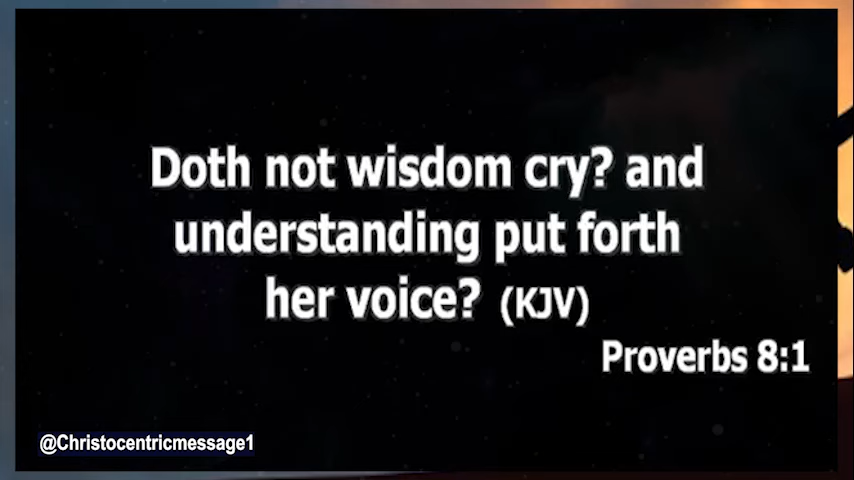 Doth not wisdom cry? and
understanding put forth
her voice? (KJV)
Proverbs 8:1
@Christocentricmessage1